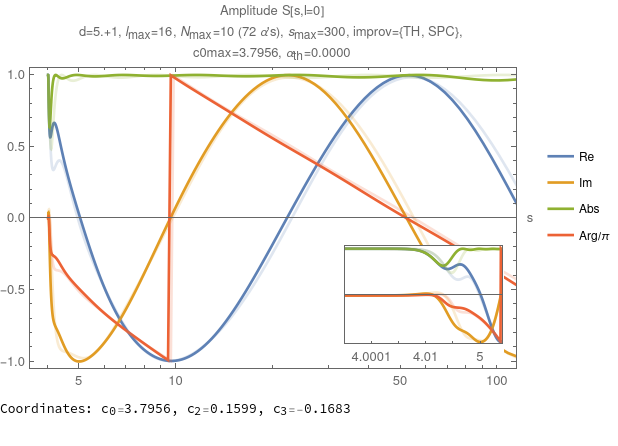 Amplitude S[s,l=0]
d=5.+1, lmax=16, Nmax=10 (72 α's), smax=300, improv={TH, SPC},
c0max=3.7956, αth=0.0000
1.0
0.5
0.0
−0.5
−1.0
5
10
50
100
s
4.0001
4.01
5
Re
Im
Abs
Arg/π
Coordinates: c0=3.7956, c2=0.1599, c3=-0.1683